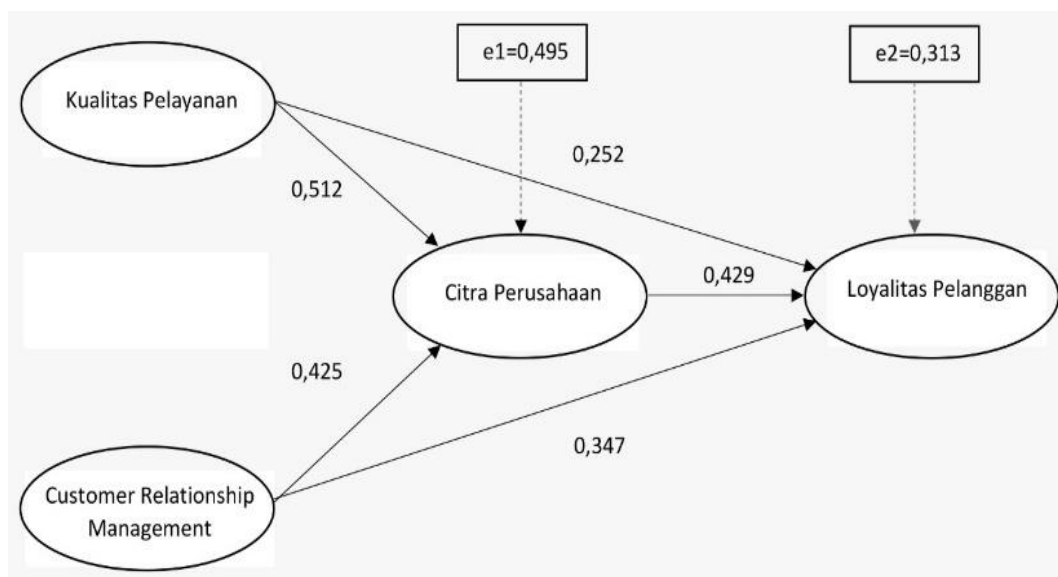 e1=0,495
e2=0,313
Kualitas Pelayanan
0,252
0,512
0,429
Citra Perusahaan
Loyalitas Pelanggan
0,425
0,347
Customer Relationship
Management